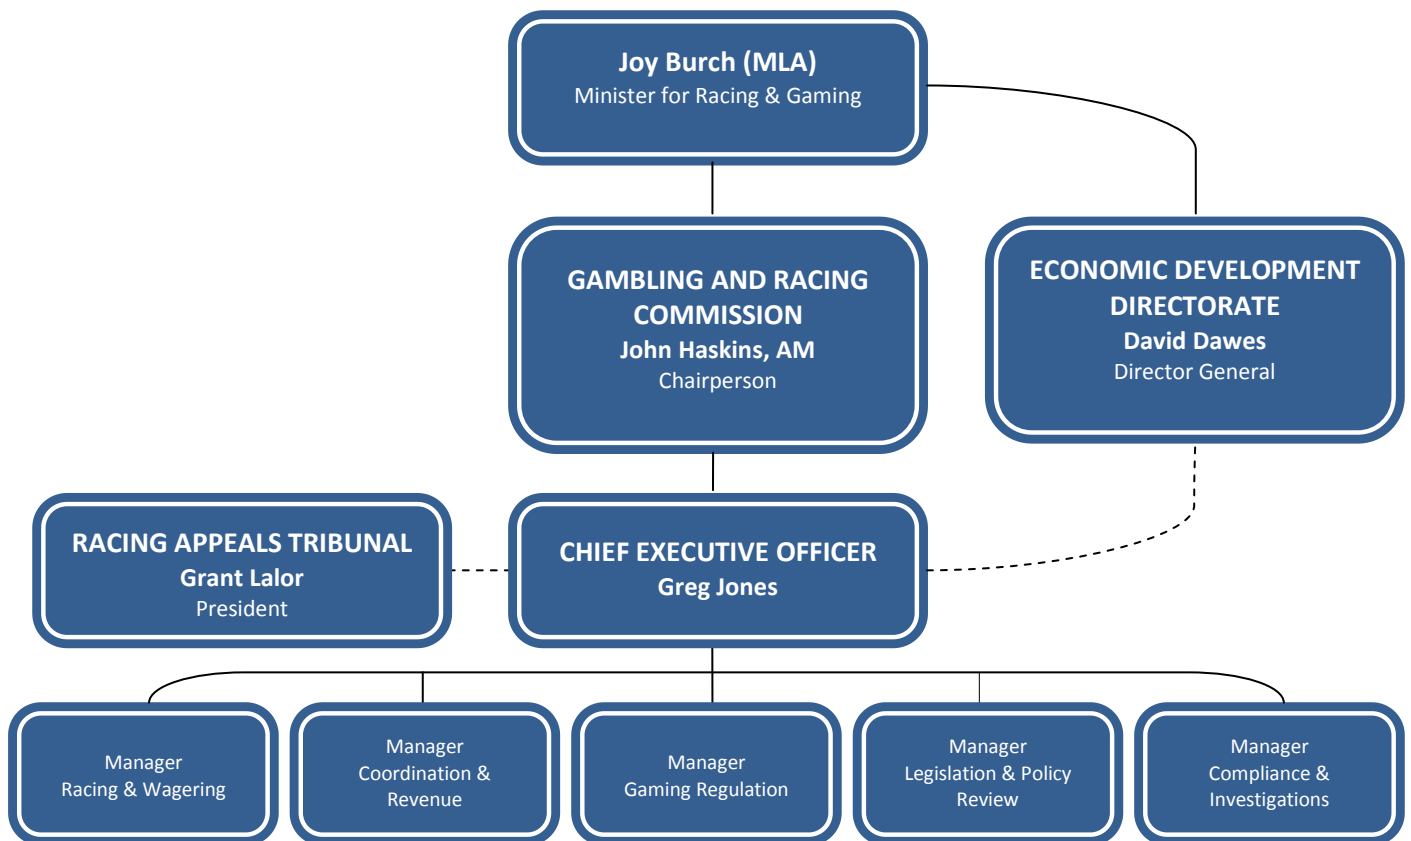 Joy Burch (MLA)
Minister for Racing & Gaming
GAMBLING AND RACING
COMMISSION
John Haskins, AM
Chairperson
ECONOMIC DEVELOPMENT
DIRECTORATE
David Dawes
Director General
RACING APPEALS TRIBUNAL
Grant Lalor
President
CHIEF EXECUTIVE OFFICER
Greg Jones
Manager
Racing & Wagering
Manager
Coordination &
Revenue
Manager
Gaming Regulation
Manager
Legislation & Policy
Review
Manager
Compliance &
Investigations